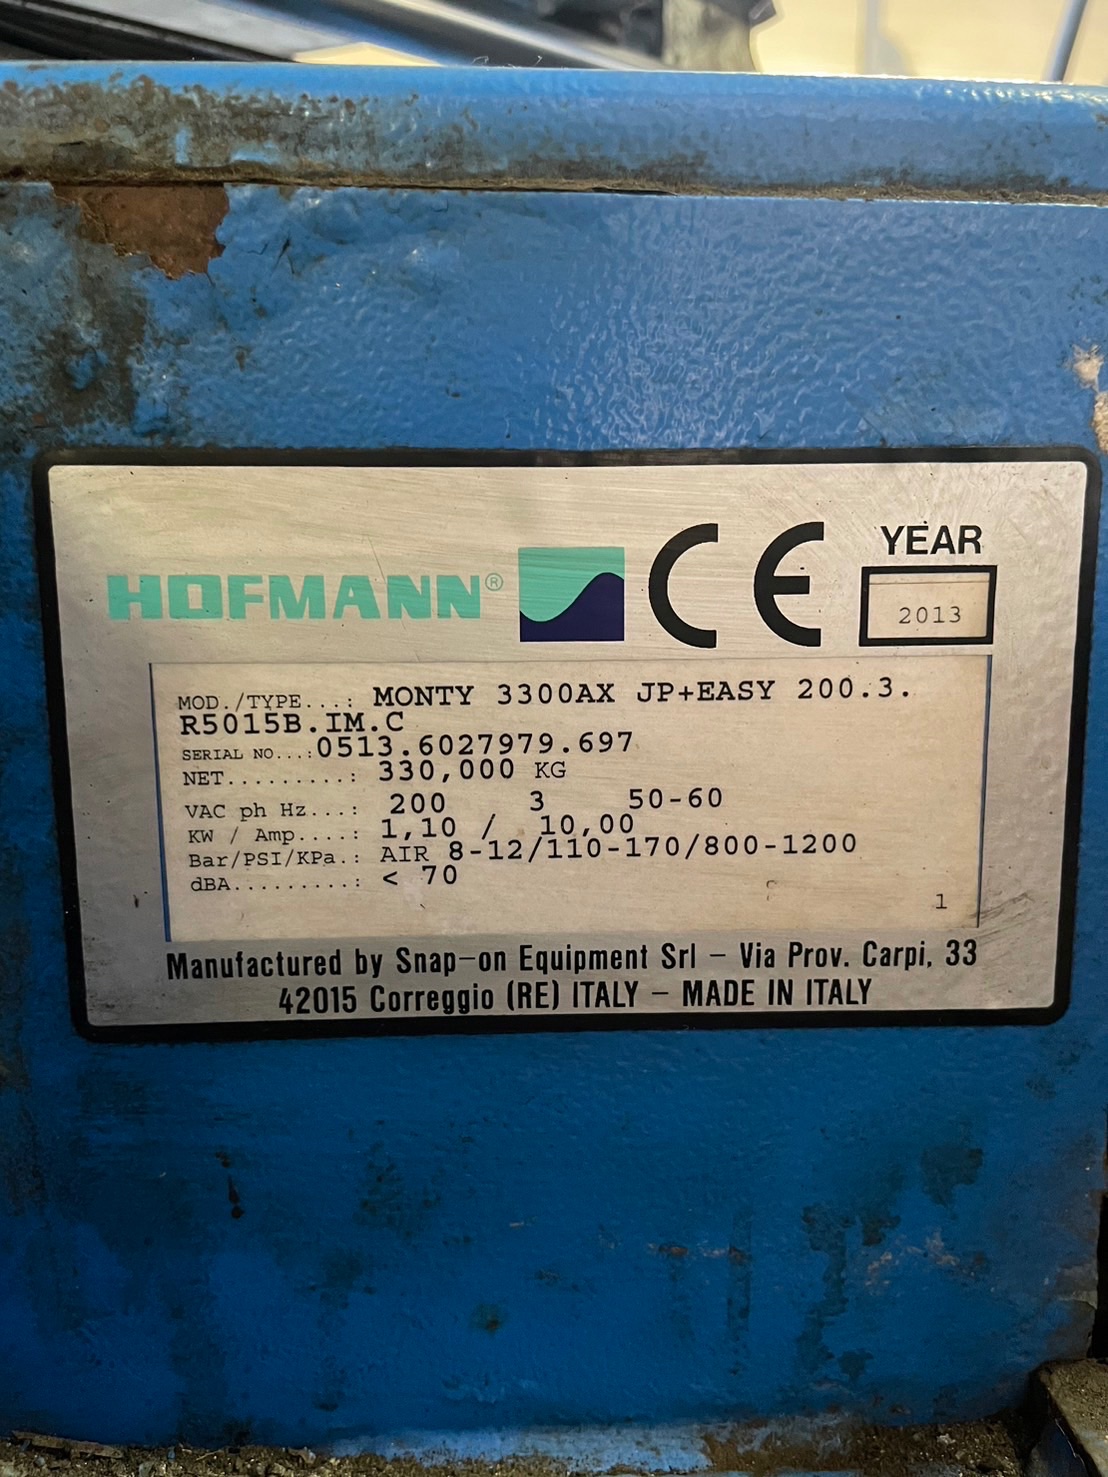 HOFMANN® CE YEAR
2013
MOD./TYPE...: MONTY 3300AX JP+EASY 200.3.
R5015B.IM.C
SERIAL NO...:0513.6027979.697
NET.........: 330,000 KG
VAC ph Hz...: 200 3 50-60
KW / Amp....: 1,10 / 10,00
Bar/PSI/KPa.: AIR 8-12/110-170/800-1200
dBA.........: < 70
1
Manufactured by Snap-on Equipment Srl - Via Prov. Carpi, 33
42015 Correggio (RE) ITALY - MADE IN ITALY